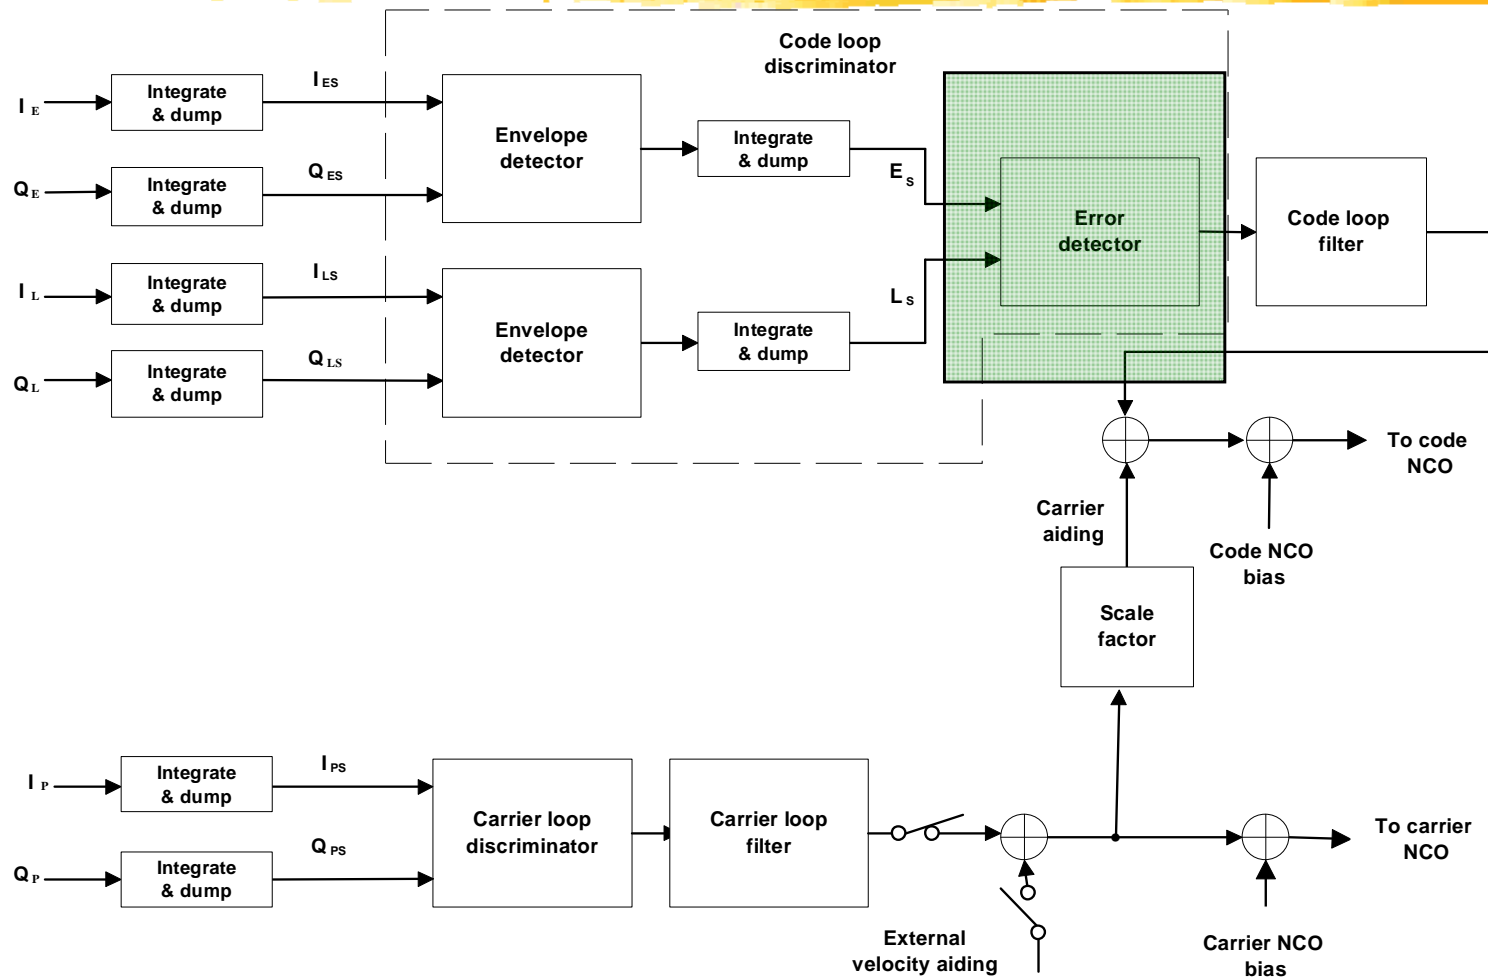 Code loop
discriminator
I E
Integrate
& dump
I ES
Envelope
detector
Integrate
& dump
E S
Q E
Integrate
& dump
Q ES
Error
detector
Code loop
filter
I L
Integrate
& dump
I LS
Envelope
detector
Integrate
& dump
L S
Q L
Integrate
& dump
Q LS
To code
NCO
Carrier
aiding
Code NCO
bias
Scale
factor
I P
Integrate
& dump
I PS
Carrier loop
discriminator
Carrier loop
filter
To carrier
NCO
Q P
Integrate
& dump
Q PS
External
velocity aiding
Carrier NCO
bias